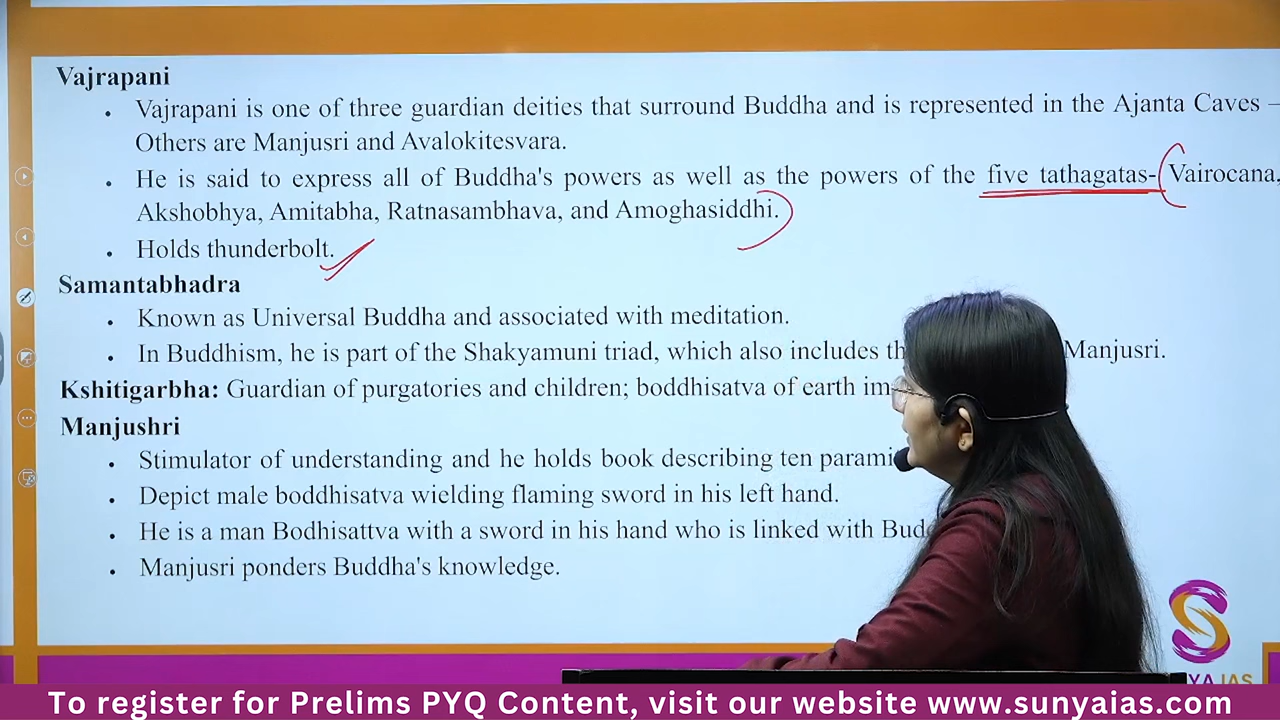 Vajrapani
• Vajrapani is one of three guardian deities that surround Buddha and is represented in the Ajanta Caves –
Others are Manjusri and Avalokitesvara.
• He is said to express all of Buddha's powers as well as the powers of the five tathagatas- Vairocana,
Akshobhya, Amitabha, Ratnasambhava, and Amoghasiddhi.
• Holds thunderbolt.
Samantabhadra
• Known as Universal Buddha and associated with meditation.
• In Buddhism, he is part of the Shakyamuni triad, which also includes Manjusri.
Kshitigarbha: Guardian of purgatories and children; boddhisatva of earth
Manjushri
• Stimulator of understanding and he holds book describing ten
• Depict male boddhisatva wielding flaming sword in his left hand.
• He is a man Bodhisattva with a sword in his hand who is linked with
• Manjusri ponders Buddha's knowledge.
To register for Prelims PYQ Content, visit our website www.sunyaias.com